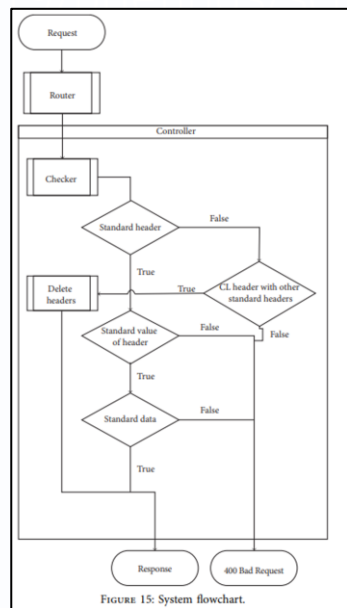 Request
Router
Controller
Checker
Standard header
False
True
Delete
headers
True
CL header with other
standard headers
Standard value
of header
False
False
True
Standard data
False
True
Response
400 Bad Request
FIGURE 15: System flowchart.